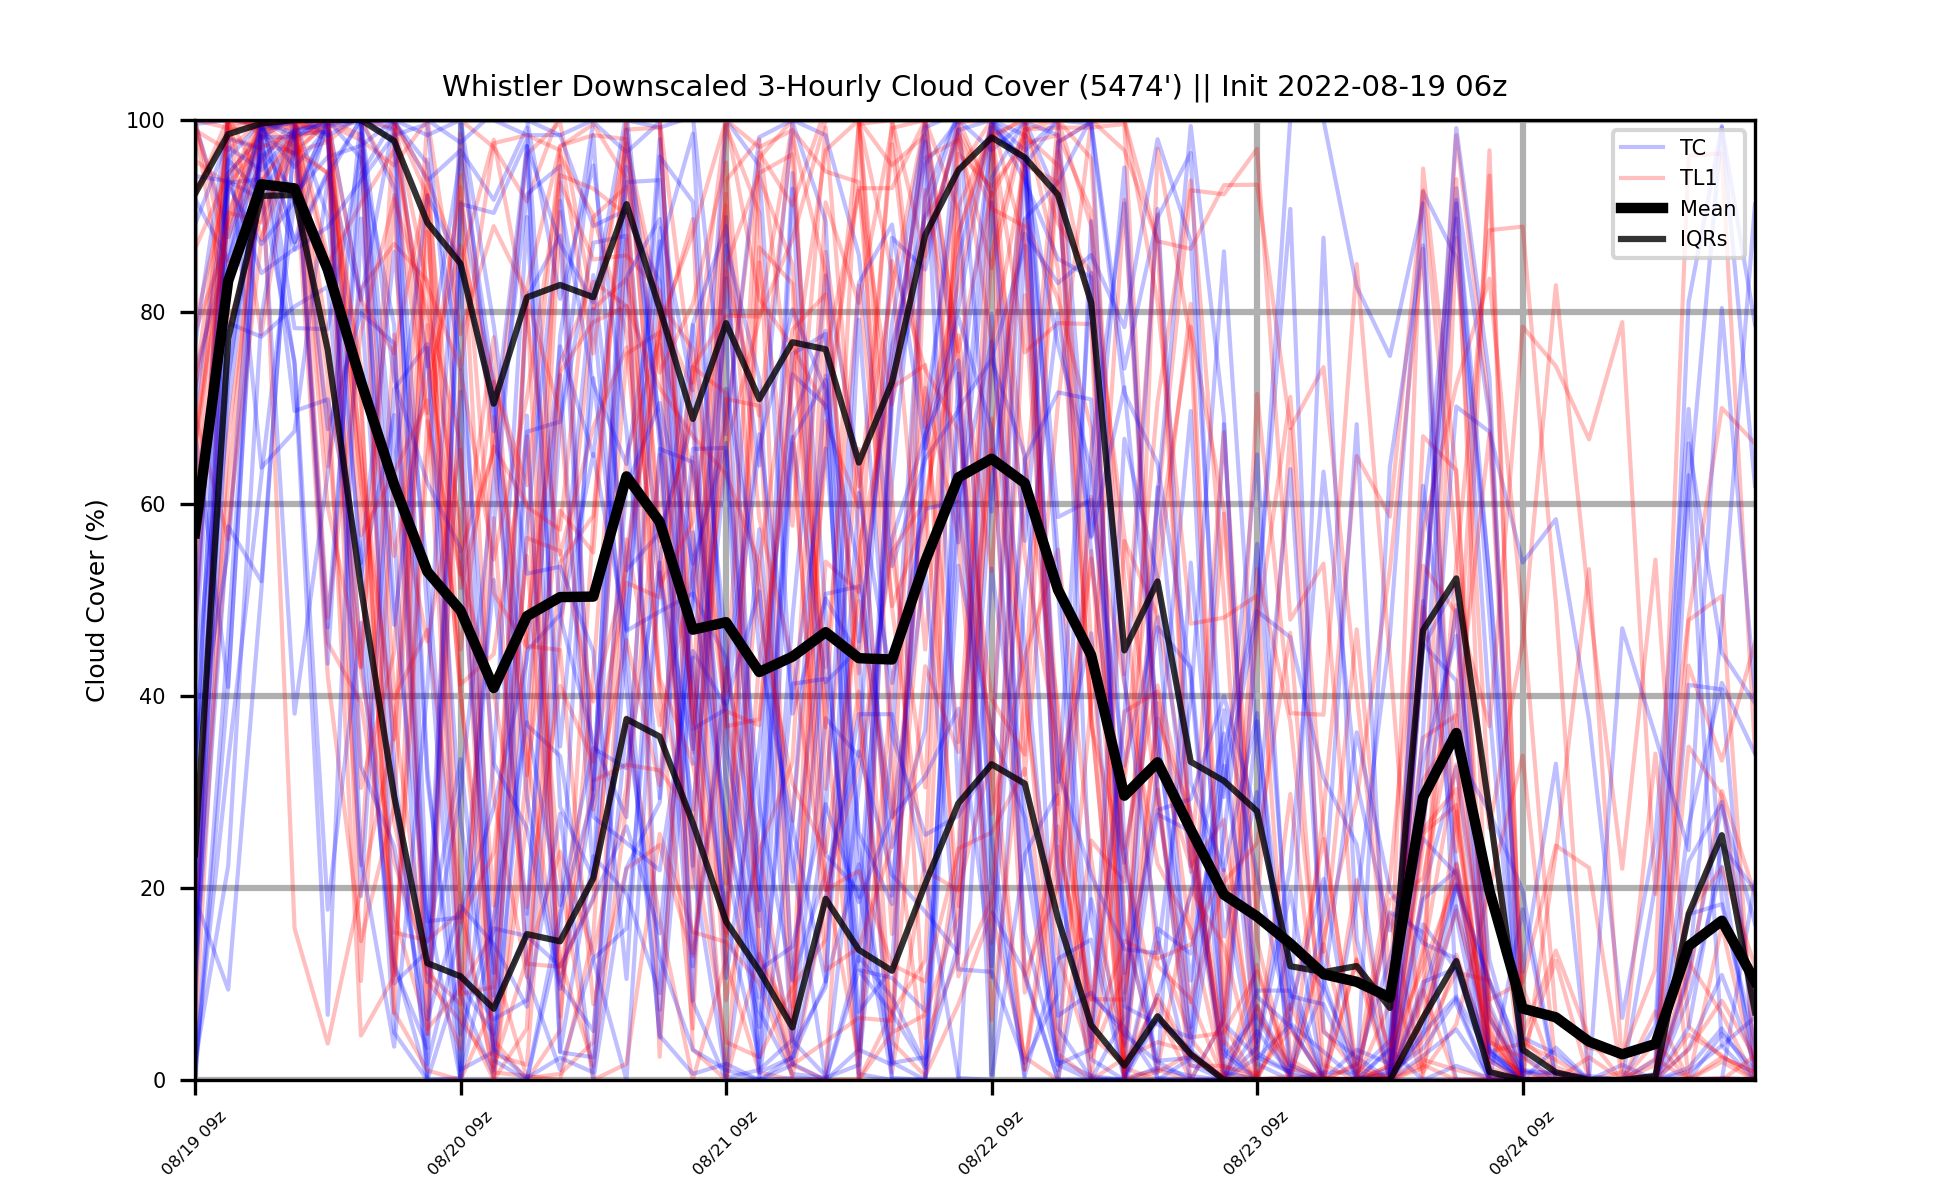 Whistler Downscaled 3-Hourly Cloud Cover (5474') || Init 2022-08-19 06z
TC
TL1
Mean
IQRs
Cloud Cover (%)
100
80
60
40
20
0
08/19 09z
08/20 09z
08/21 09z
08/22 09z
08/23 09z
08/24 09z